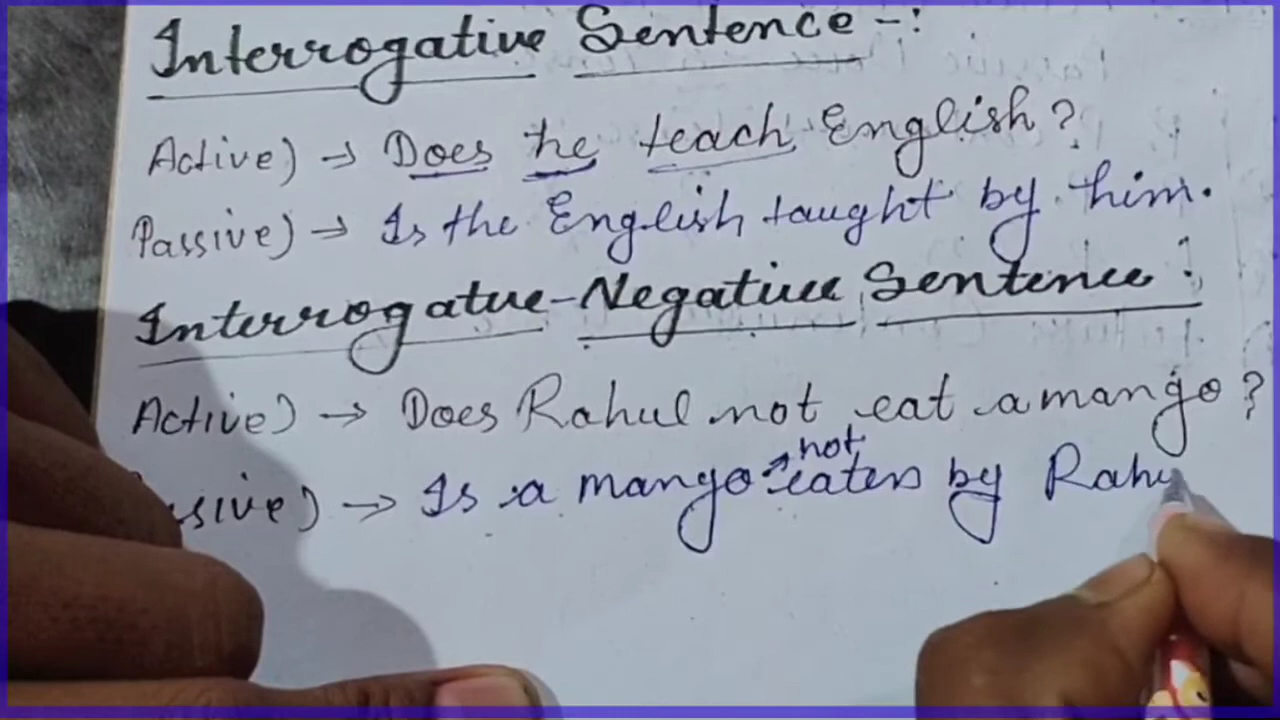 Interrogative Sentence -:
Active) → Does he teach English?
Passive) → Is the English taught by him.
Interrogative-Negative Sentence :
Active) → Does Rahul not eat a mango?
not
Passive) → Is a mango eaten by Rahu